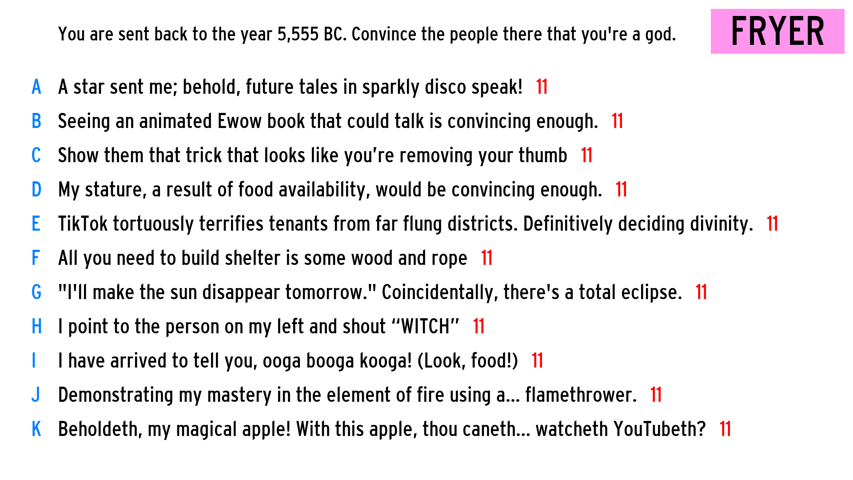 You are sent back to the year 5,555 BC. Convince the people there that you're a god.
FRYER
A A star sent me; behold, future tales in sparkly disco speak! 11
B Seeing an animated Ewow book that could talk is convincing enough. 11
C Show them that trick that looks like you’re removing your thumb 11
D My stature, a result of food availability, would be convincing enough. 11
E TikTok tortuously terrifies tenants from far flung districts. Definitively deciding divinity. 11
F All you need to build shelter is some wood and rope 11
G "I'll make the sun disappear tomorrow." Coincidentally, there's a total eclipse. 11
H I point to the person on my left and shout “WITCH” 11
I I have arrived to tell you, ooga booga kooga! (Look, food!) 11
J Demonstrating my mastery in the element of fire using a... flamethrower. 11
K Beholdeth, my magical apple! With this apple, thou caneth... watcheth YouTubeth? 11